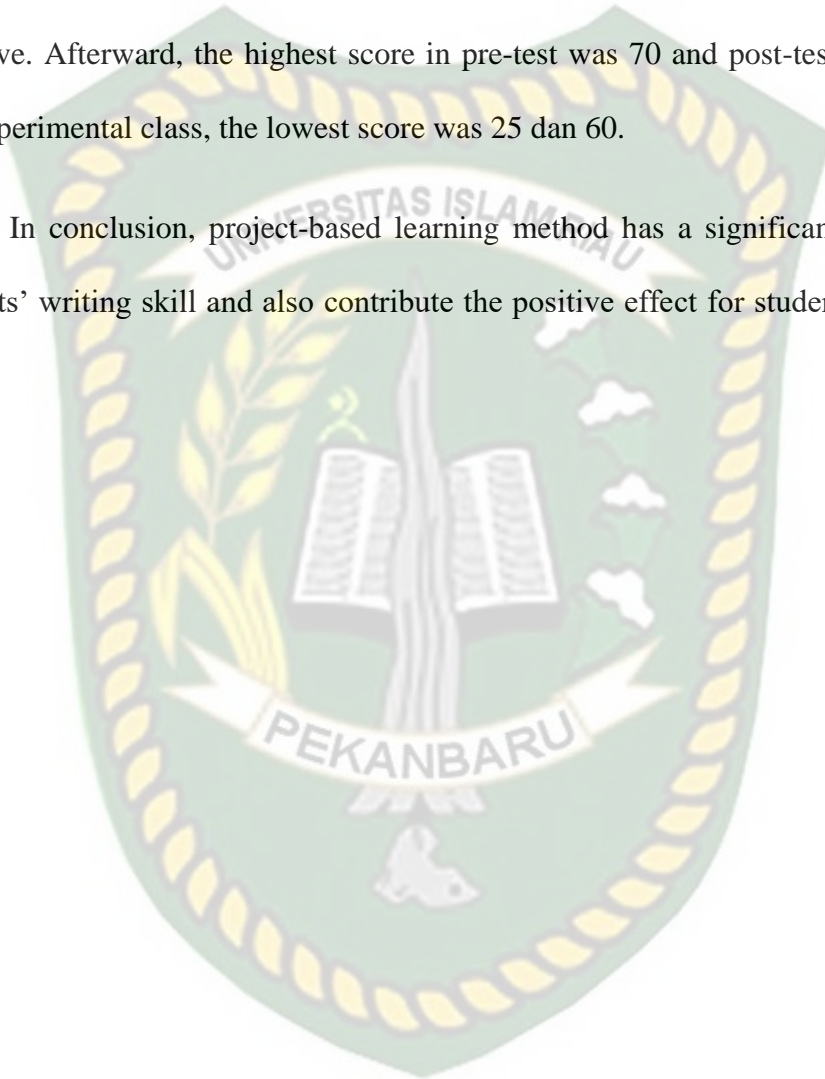 ve. Afterward, the highest score in pre-test was 70 and post-tes
perimental class, the lowest score was 25 dan 60.
UNIVERSITAS ISLAM RIAU
In conclusion, project-based learning method has a significan
ts’ writing skill and also contribute the positive effect for studen
PEKANBARU